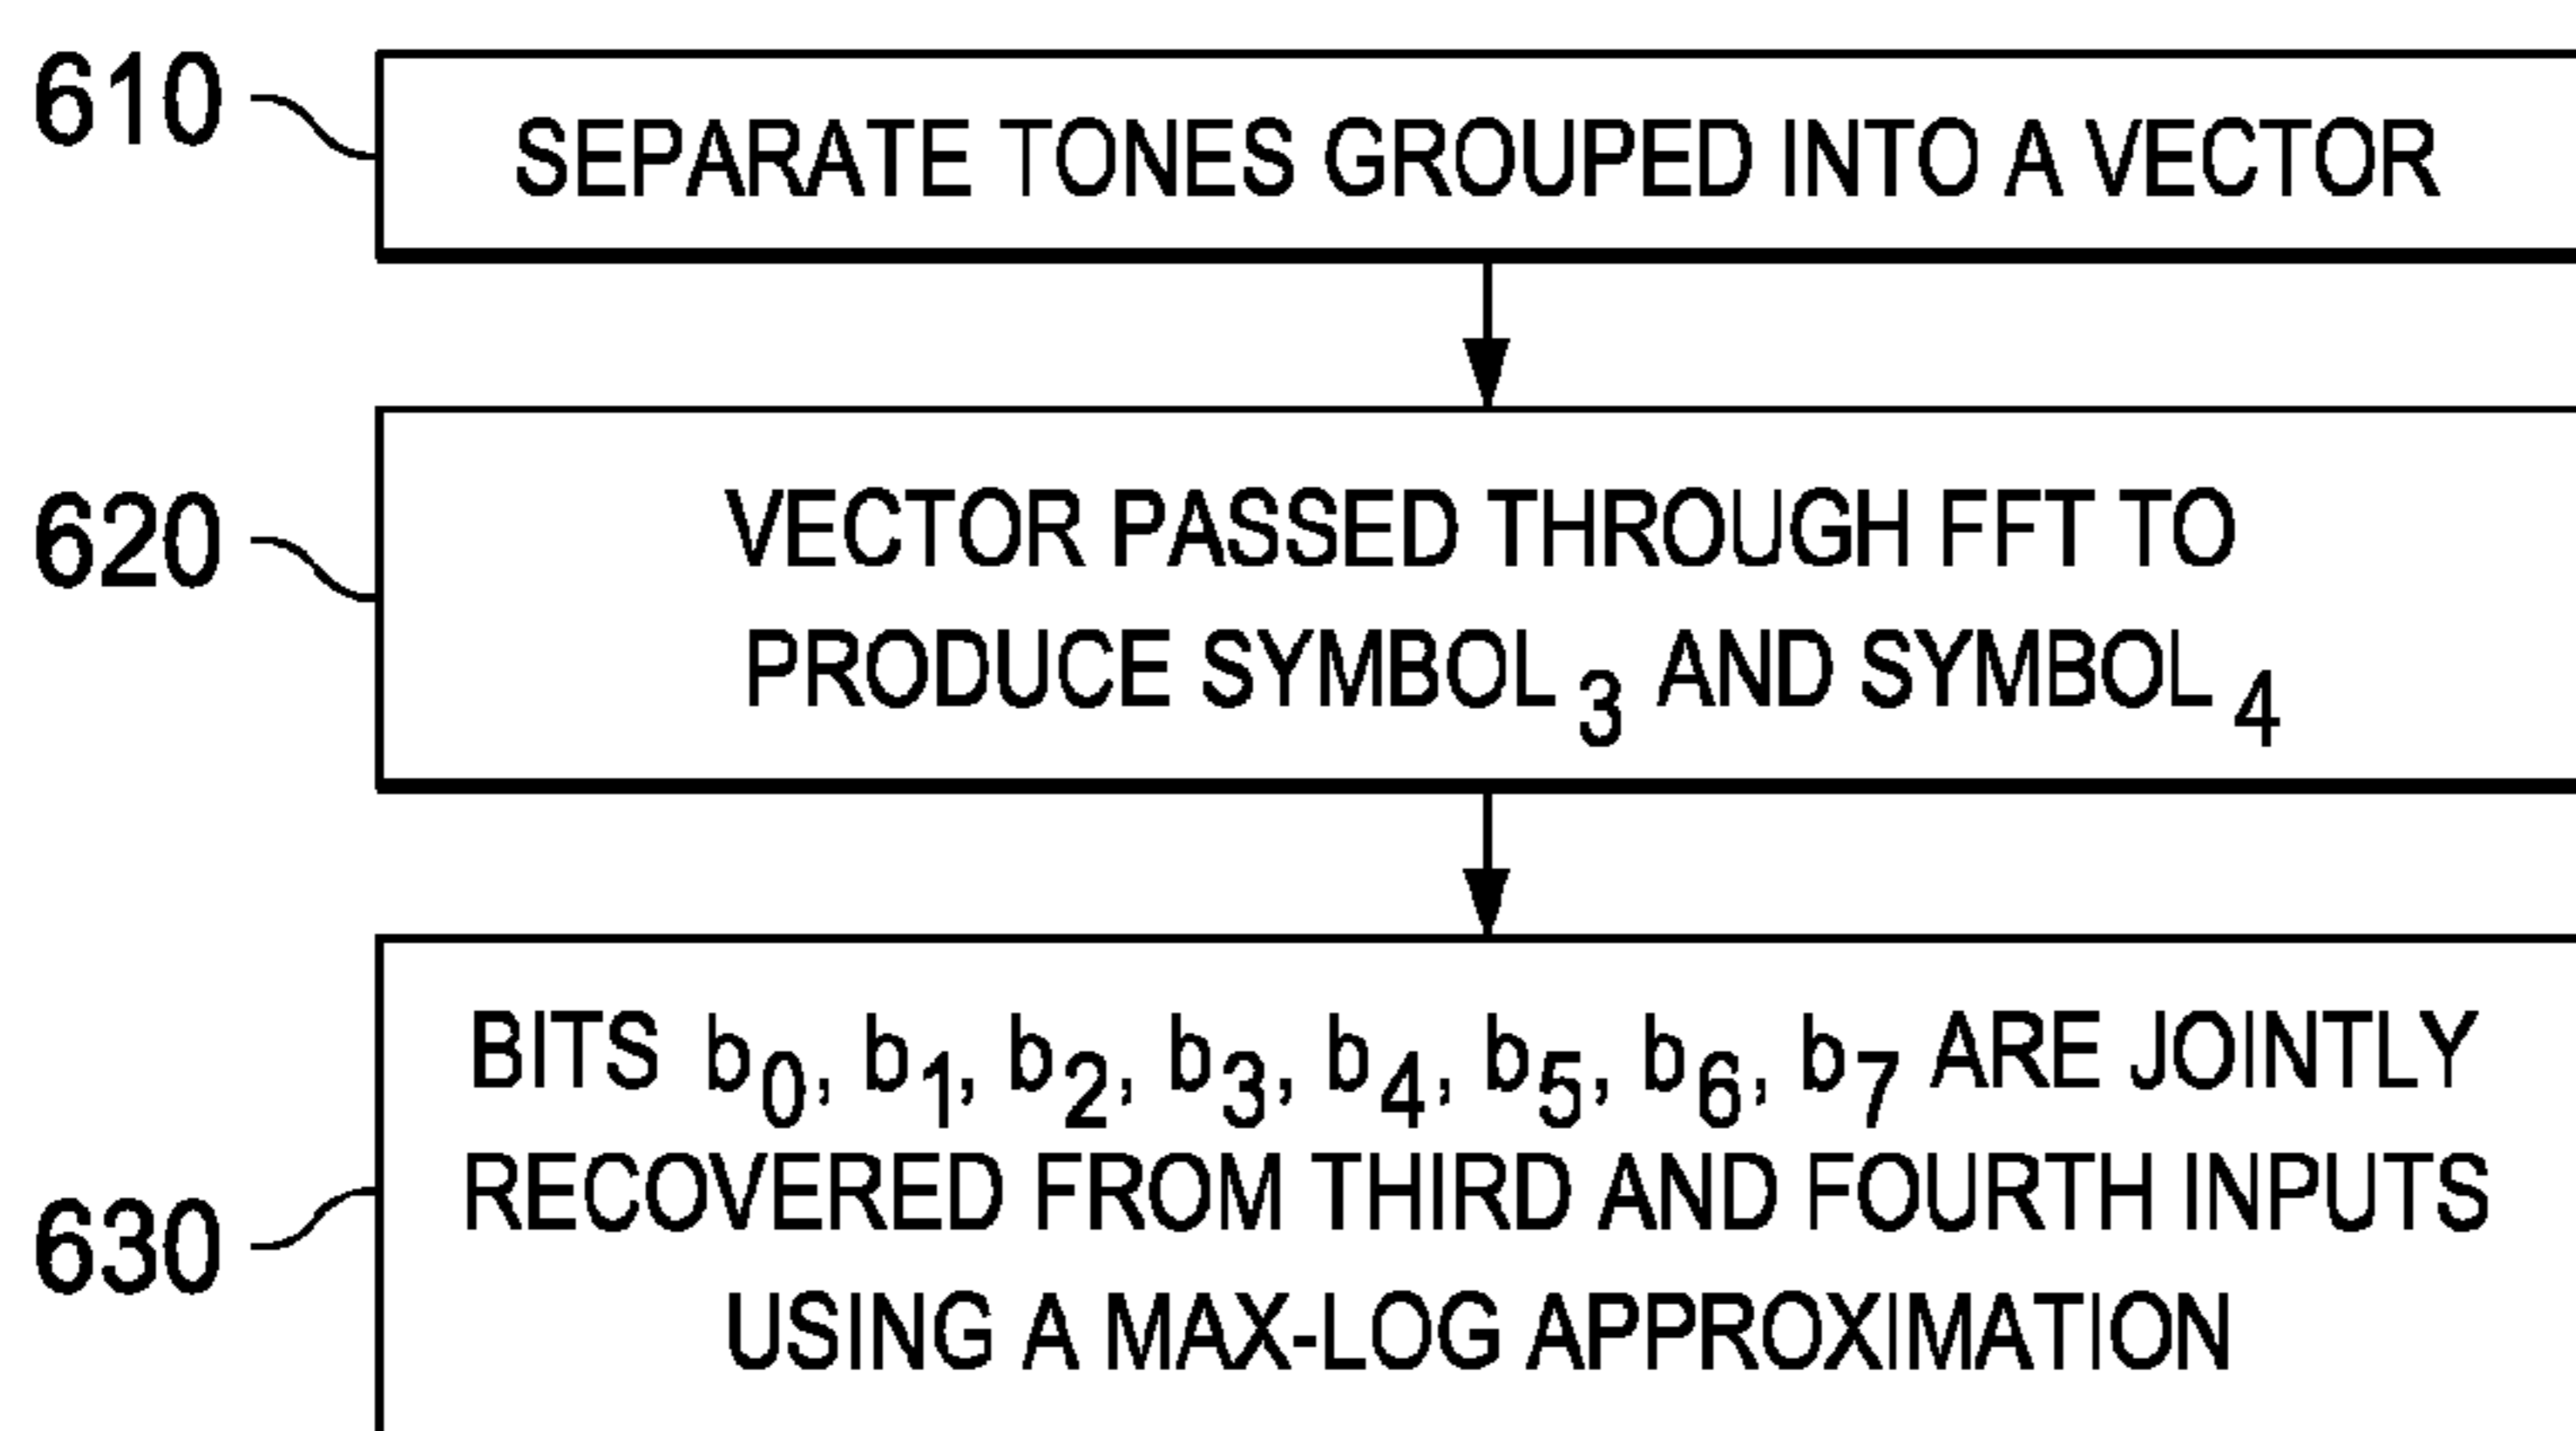 610
SEPARATE TONES GROUPED INTO A VECTOR
620
VECTOR PASSED THROUGH FFT TO
PRODUCE SYMBOL 3 AND SYMBOL 4
630
BITS b0, b1, b2, b3, b4, b5, b6, b7 ARE JOINTLY
RECOVERED FROM THIRD AND FOURTH INPUTS
USING A MAX-LOG APPROXIMATION